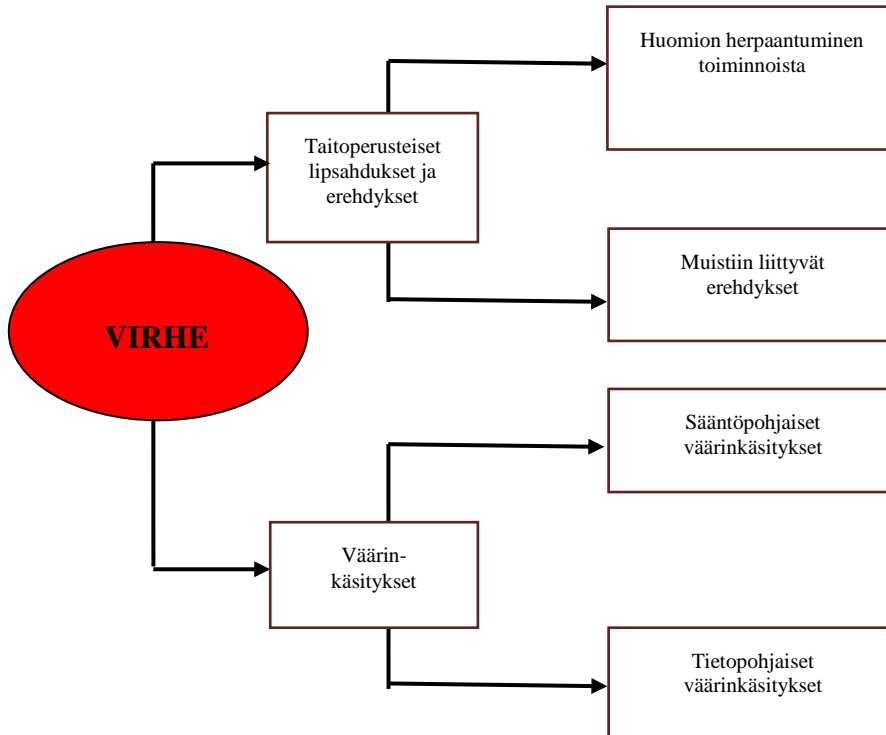 Huomion herpaantuminen
toiminnoista
Taitoperusteiset
lipsahdukset ja
erehdykset
Muistiin liittyvät
erehdykset
VIRHE
Sääntöpohjaiset
väärinkäsitykset
Väärin-
käsitykset
Tietopohjaiset
väärinkäsitykset